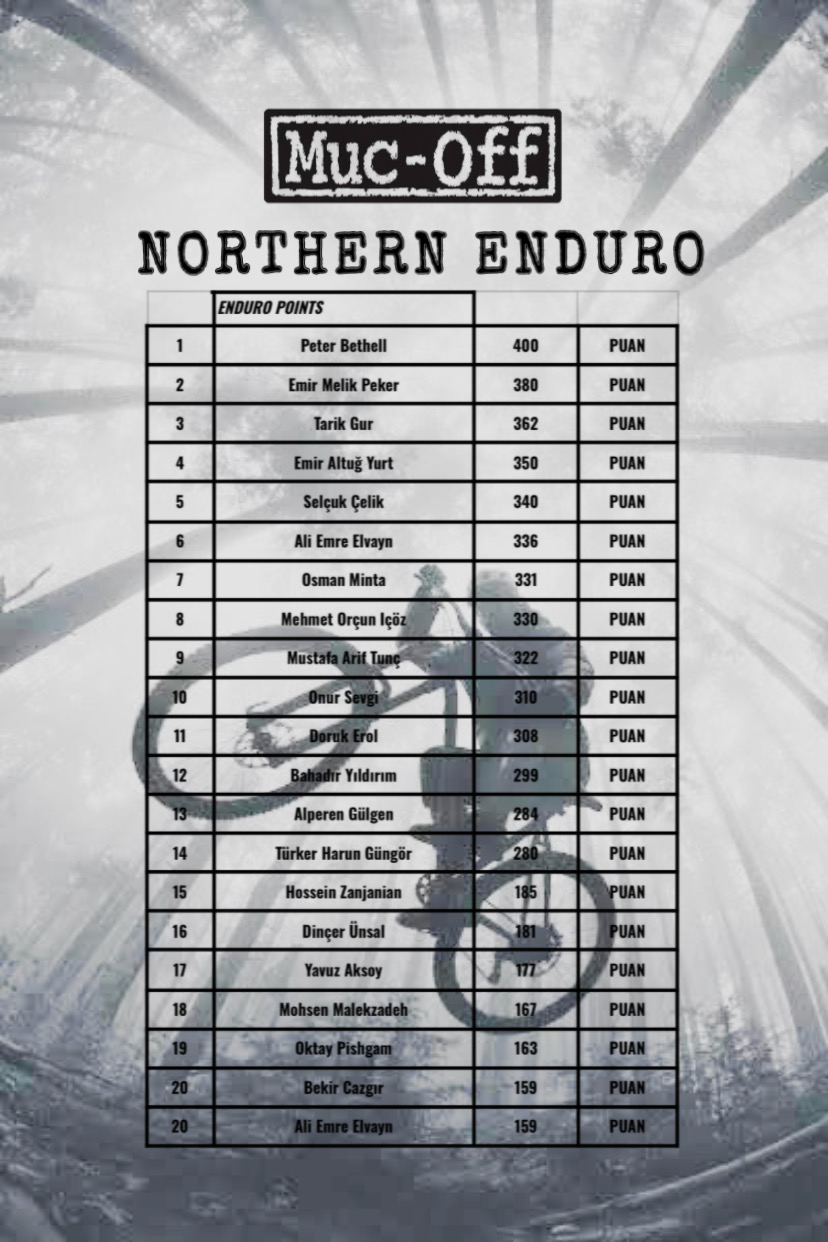 Muc-Off
NORTHERN ENDURO
ENDURO POINTS
1 Peter Bethell 400 PUAN
2 Emir Melik Peker 380 PUAN
3 Tarik Gur 362 PUAN
4 Emir Altuğ Yurt 350 PUAN
5 Selçuk Çelik 340 PUAN
6 Ali Emre Elvayn 336 PUAN
7 Osman Minta 331 PUAN
8 Mehmet Orçun Içöz 330 PUAN
9 Mustafa Arif Tunç 322 PUAN
10 Onur Sevgi 310 PUAN
11 Doruk Erol 308 PUAN
12 Bahadır Yıldırım 299 PUAN
13 Alperen Gülgen 284 PUAN
14 Türker Harun Güngör 280 PUAN
15 Hossein Zanjanian 185 PUAN
16 Dinçer Ünsal 181 PUAN
17 Yavuz Aksoy 177 PUAN
18 Mohsen Malekzadeh 167 PUAN
19 Oktay Pishgam 163 PUAN
20 Bekir Cazgır 159 PUAN
20 Ali Emre Elvayn 159 PUAN